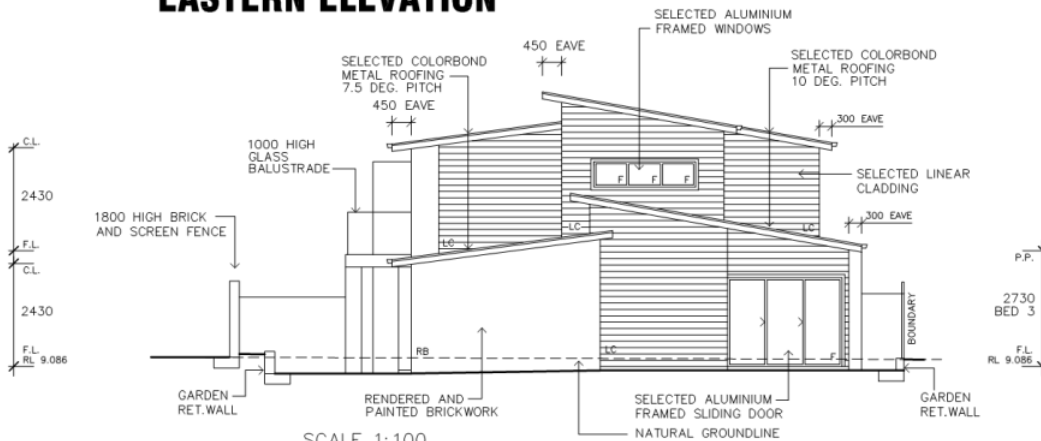 EASTERN ELEVATION
SELECTED ALUMINIUM
FRAMED WINDOWS
450 EAVE
SELECTED COLORBOND
METAL ROOFING
7.5 DEG. PITCH
SELECTED COLORBOND
METAL ROOFING
10 DEG. PITCH
450 EAVE
300 EAVE
C.L.
1000 HIGH
GLASS
BALUSTRADE
2430
F F F
SELECTED LINEAR
CLADDING
1800 HIGH BRICK
AND SCREEN FENCE
300 EAVE
LC
LC
LC
F.L.
C.L.
P.P.
2430
2730
BED 3
BOUNDARY
F.L.
RL 9.086
RB
LC
F
F.L.
RL 9.086
GARDEN
RET.WALL
RENDERED AND
PAINTED BRICKWORK
SELECTED ALUMINIUM
FRAMED SLIDING DOOR
GARDEN
RET.WALL
NATURAL GROUNDLINE
SCALE 1:100